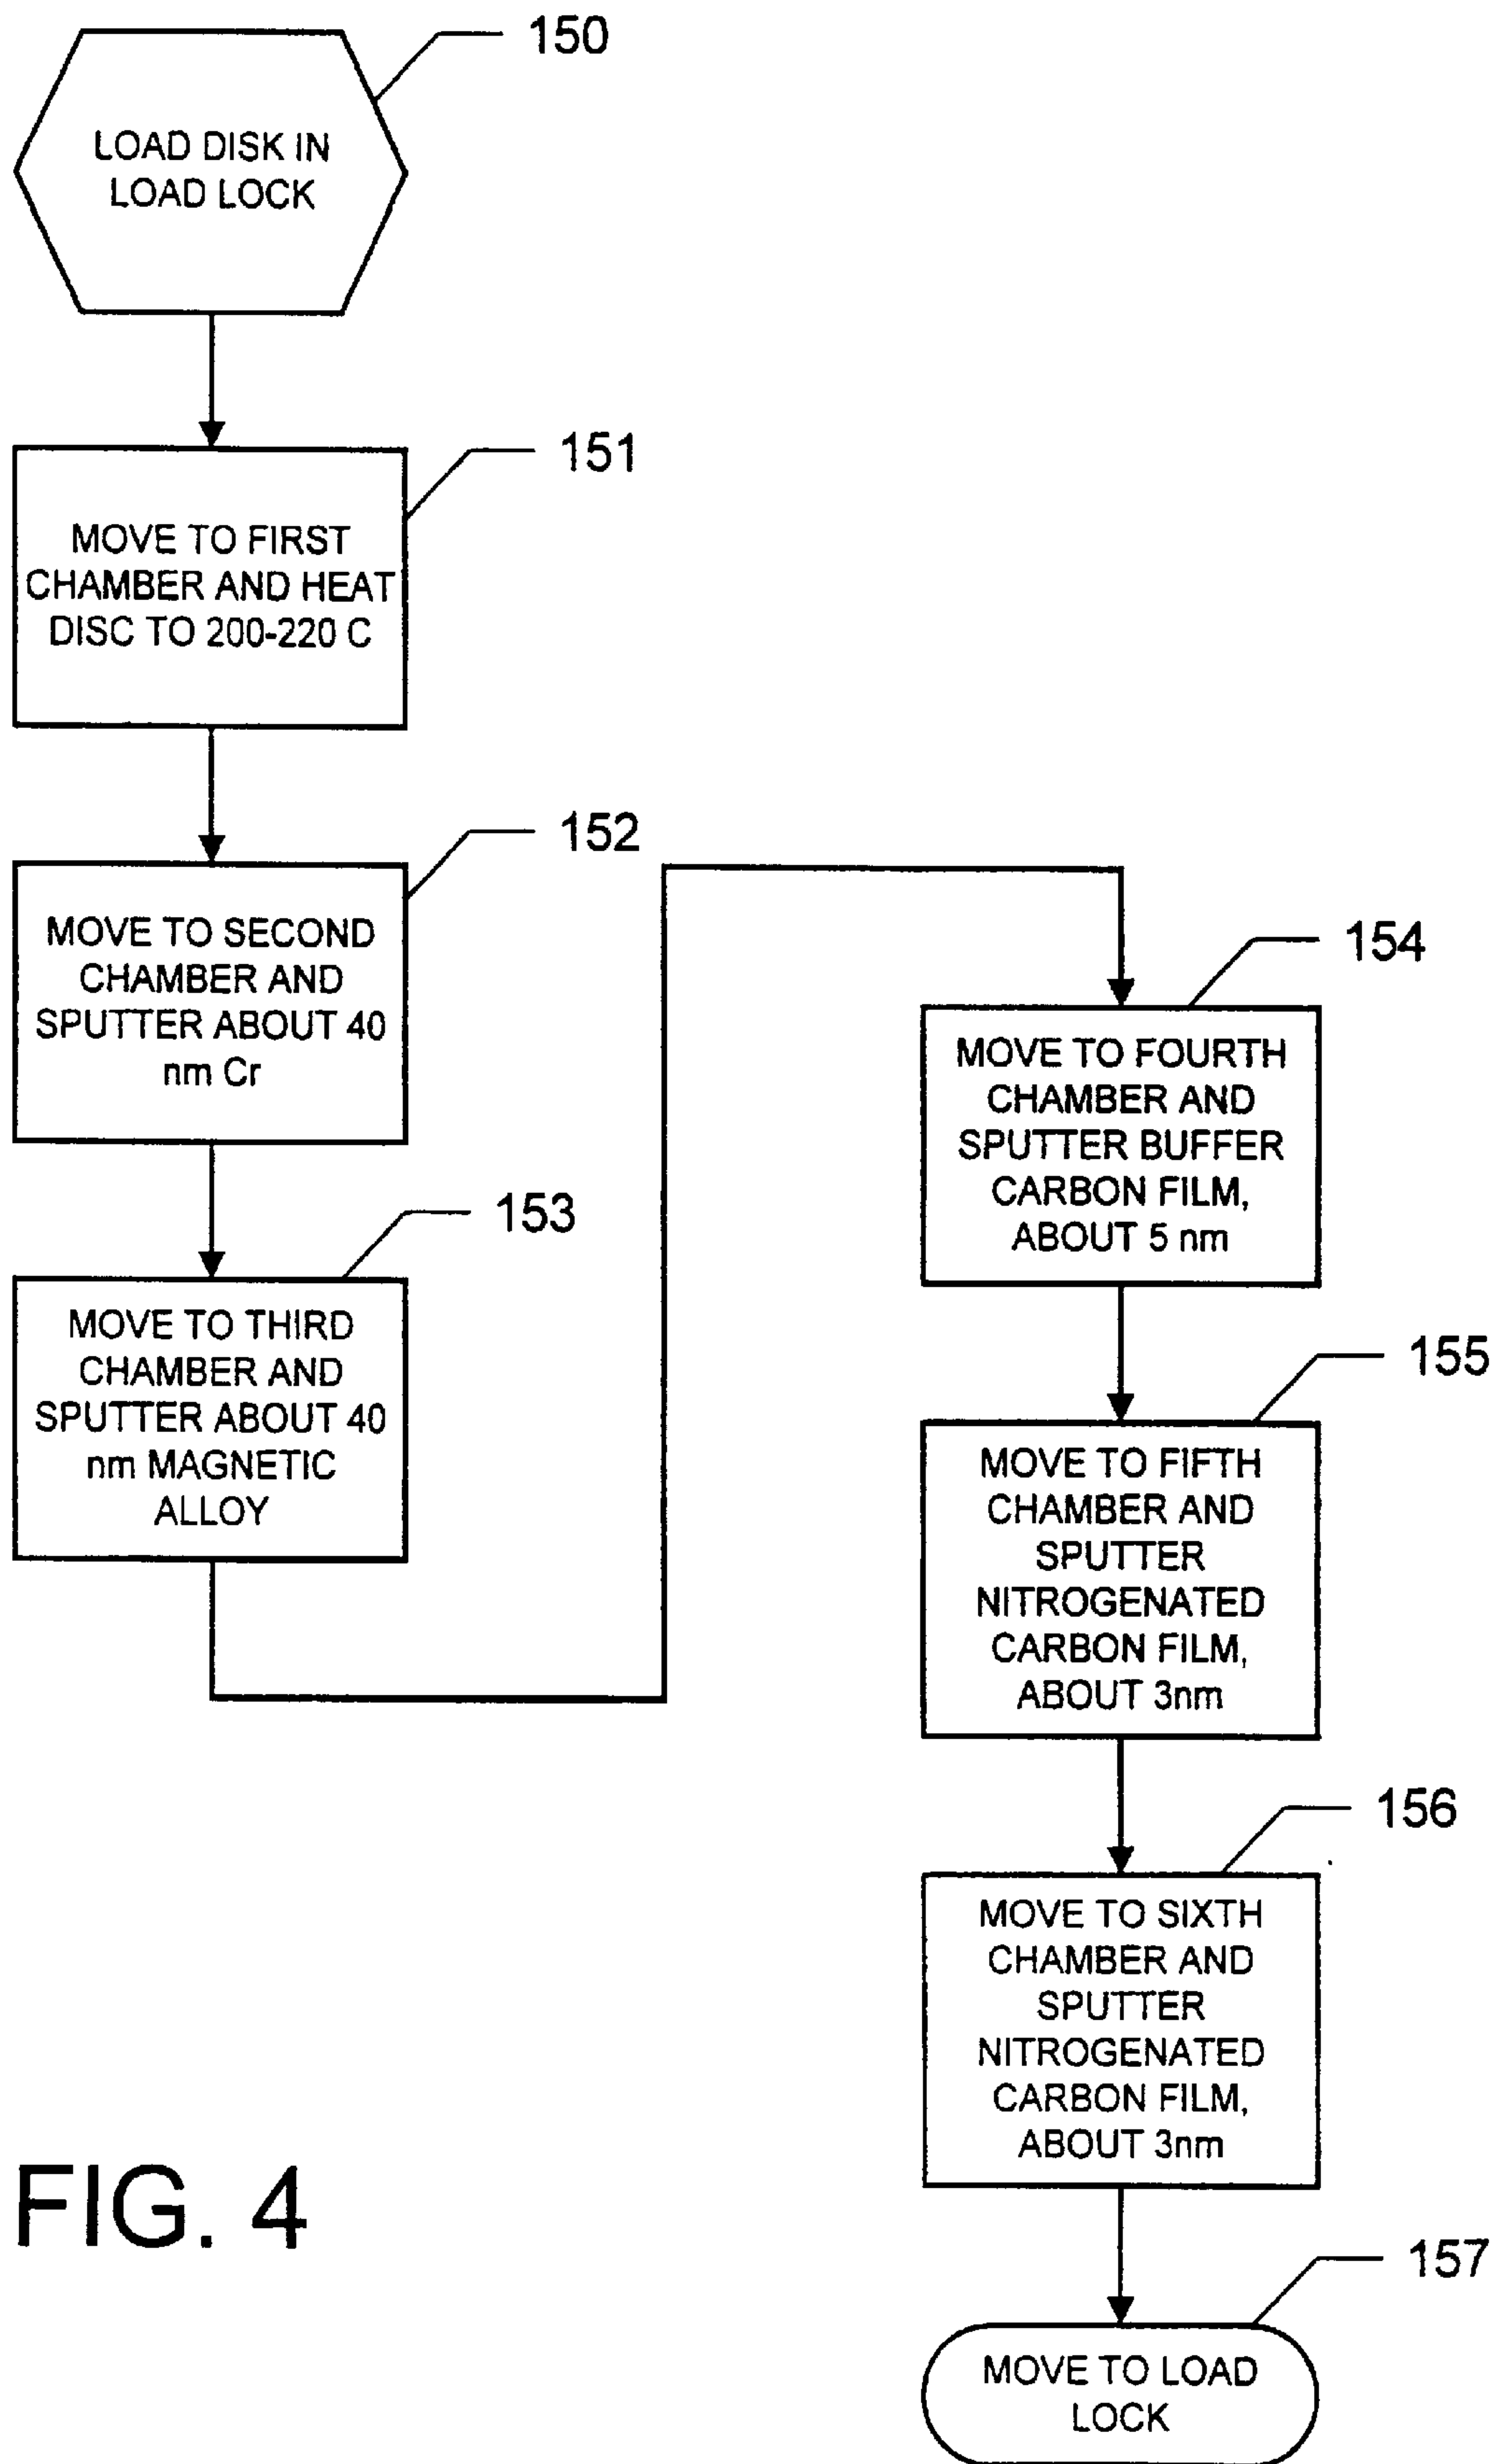 150
LOAD DISK IN
LOAD LOCK
151
MOVE TO FIRST
CHAMBER AND HEAT
DISC TO 200-220 C
152
MOVE TO SECOND
CHAMBER AND
SPUTTER ABOUT 40
nm Cr
153
MOVE TO THIRD
CHAMBER AND
SPUTTER ABOUT 40
nm MAGNETIC
ALLOY
154
MOVE TO FOURTH
CHAMBER AND
SPUTTER BUFFER
CARBON FILM,
ABOUT 5 nm
155
MOVE TO FIFTH
CHAMBER AND
SPUTTER
NITROGENATED
CARBON FILM,
ABOUT 3nm
156
MOVE TO SIXTH
CHAMBER AND
SPUTTER
NITROGENATED
CARBON FILM,
ABOUT 3nm
157
MOVE TO LOAD
LOCK
FIG. 4